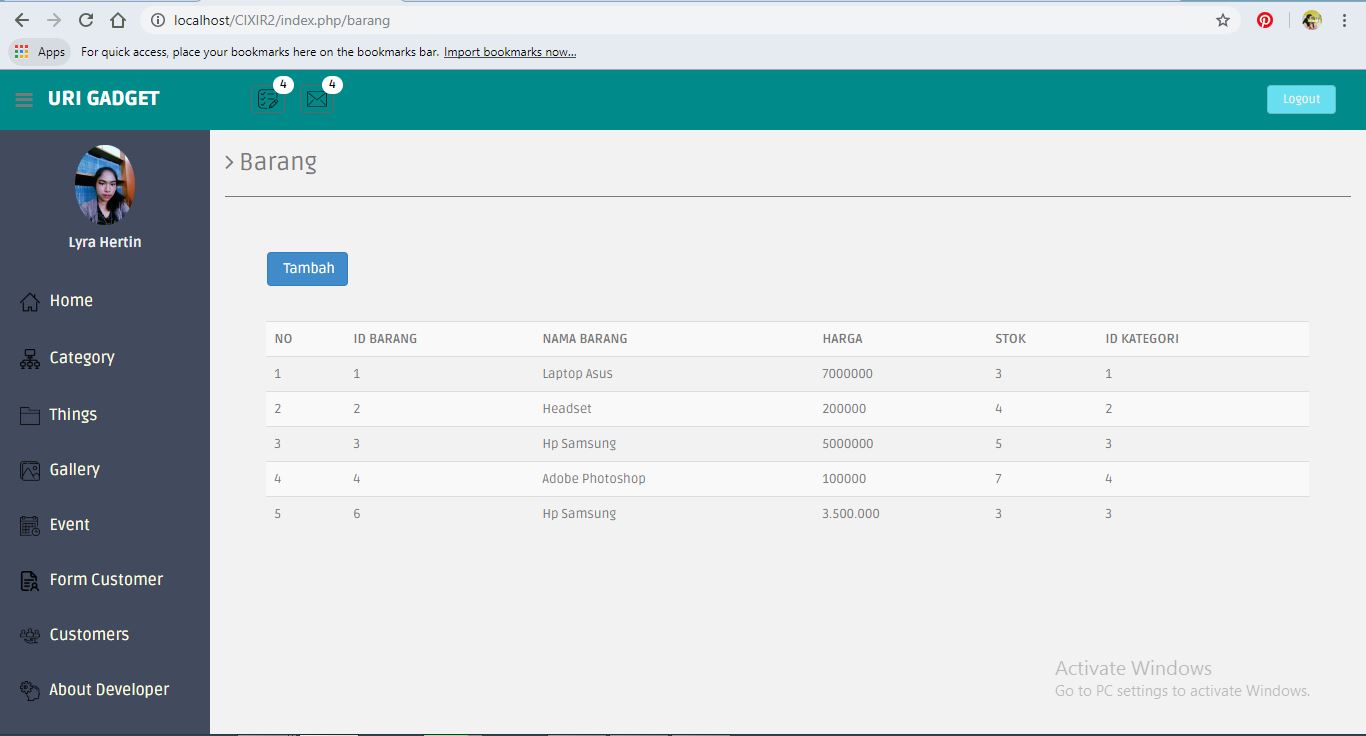 localhost/CIXIR2/index.php/barang
Apps For quick access, place your bookmarks here on the bookmarks bar. Import bookmarks now...
URI GADGET 4 4 Logout
Barang
Lyra Hertin
Tambah
Home
Category
Things
Gallery
Event
Form Customer
Customers
About Developer
NO ID BARANG NAMA BARANG HARGA STOK ID KATEGORI
1 1 Laptop Asus 7000000 3 1
2 2 Headset 200000 4 2
3 3 Hp Samsung 5000000 5 3
4 4 Adobe Photoshop 100000 7 4
5 6 Hp Samsung 3.500.000 3 3
Activate Windows
Go to PC settings to activate Windows.